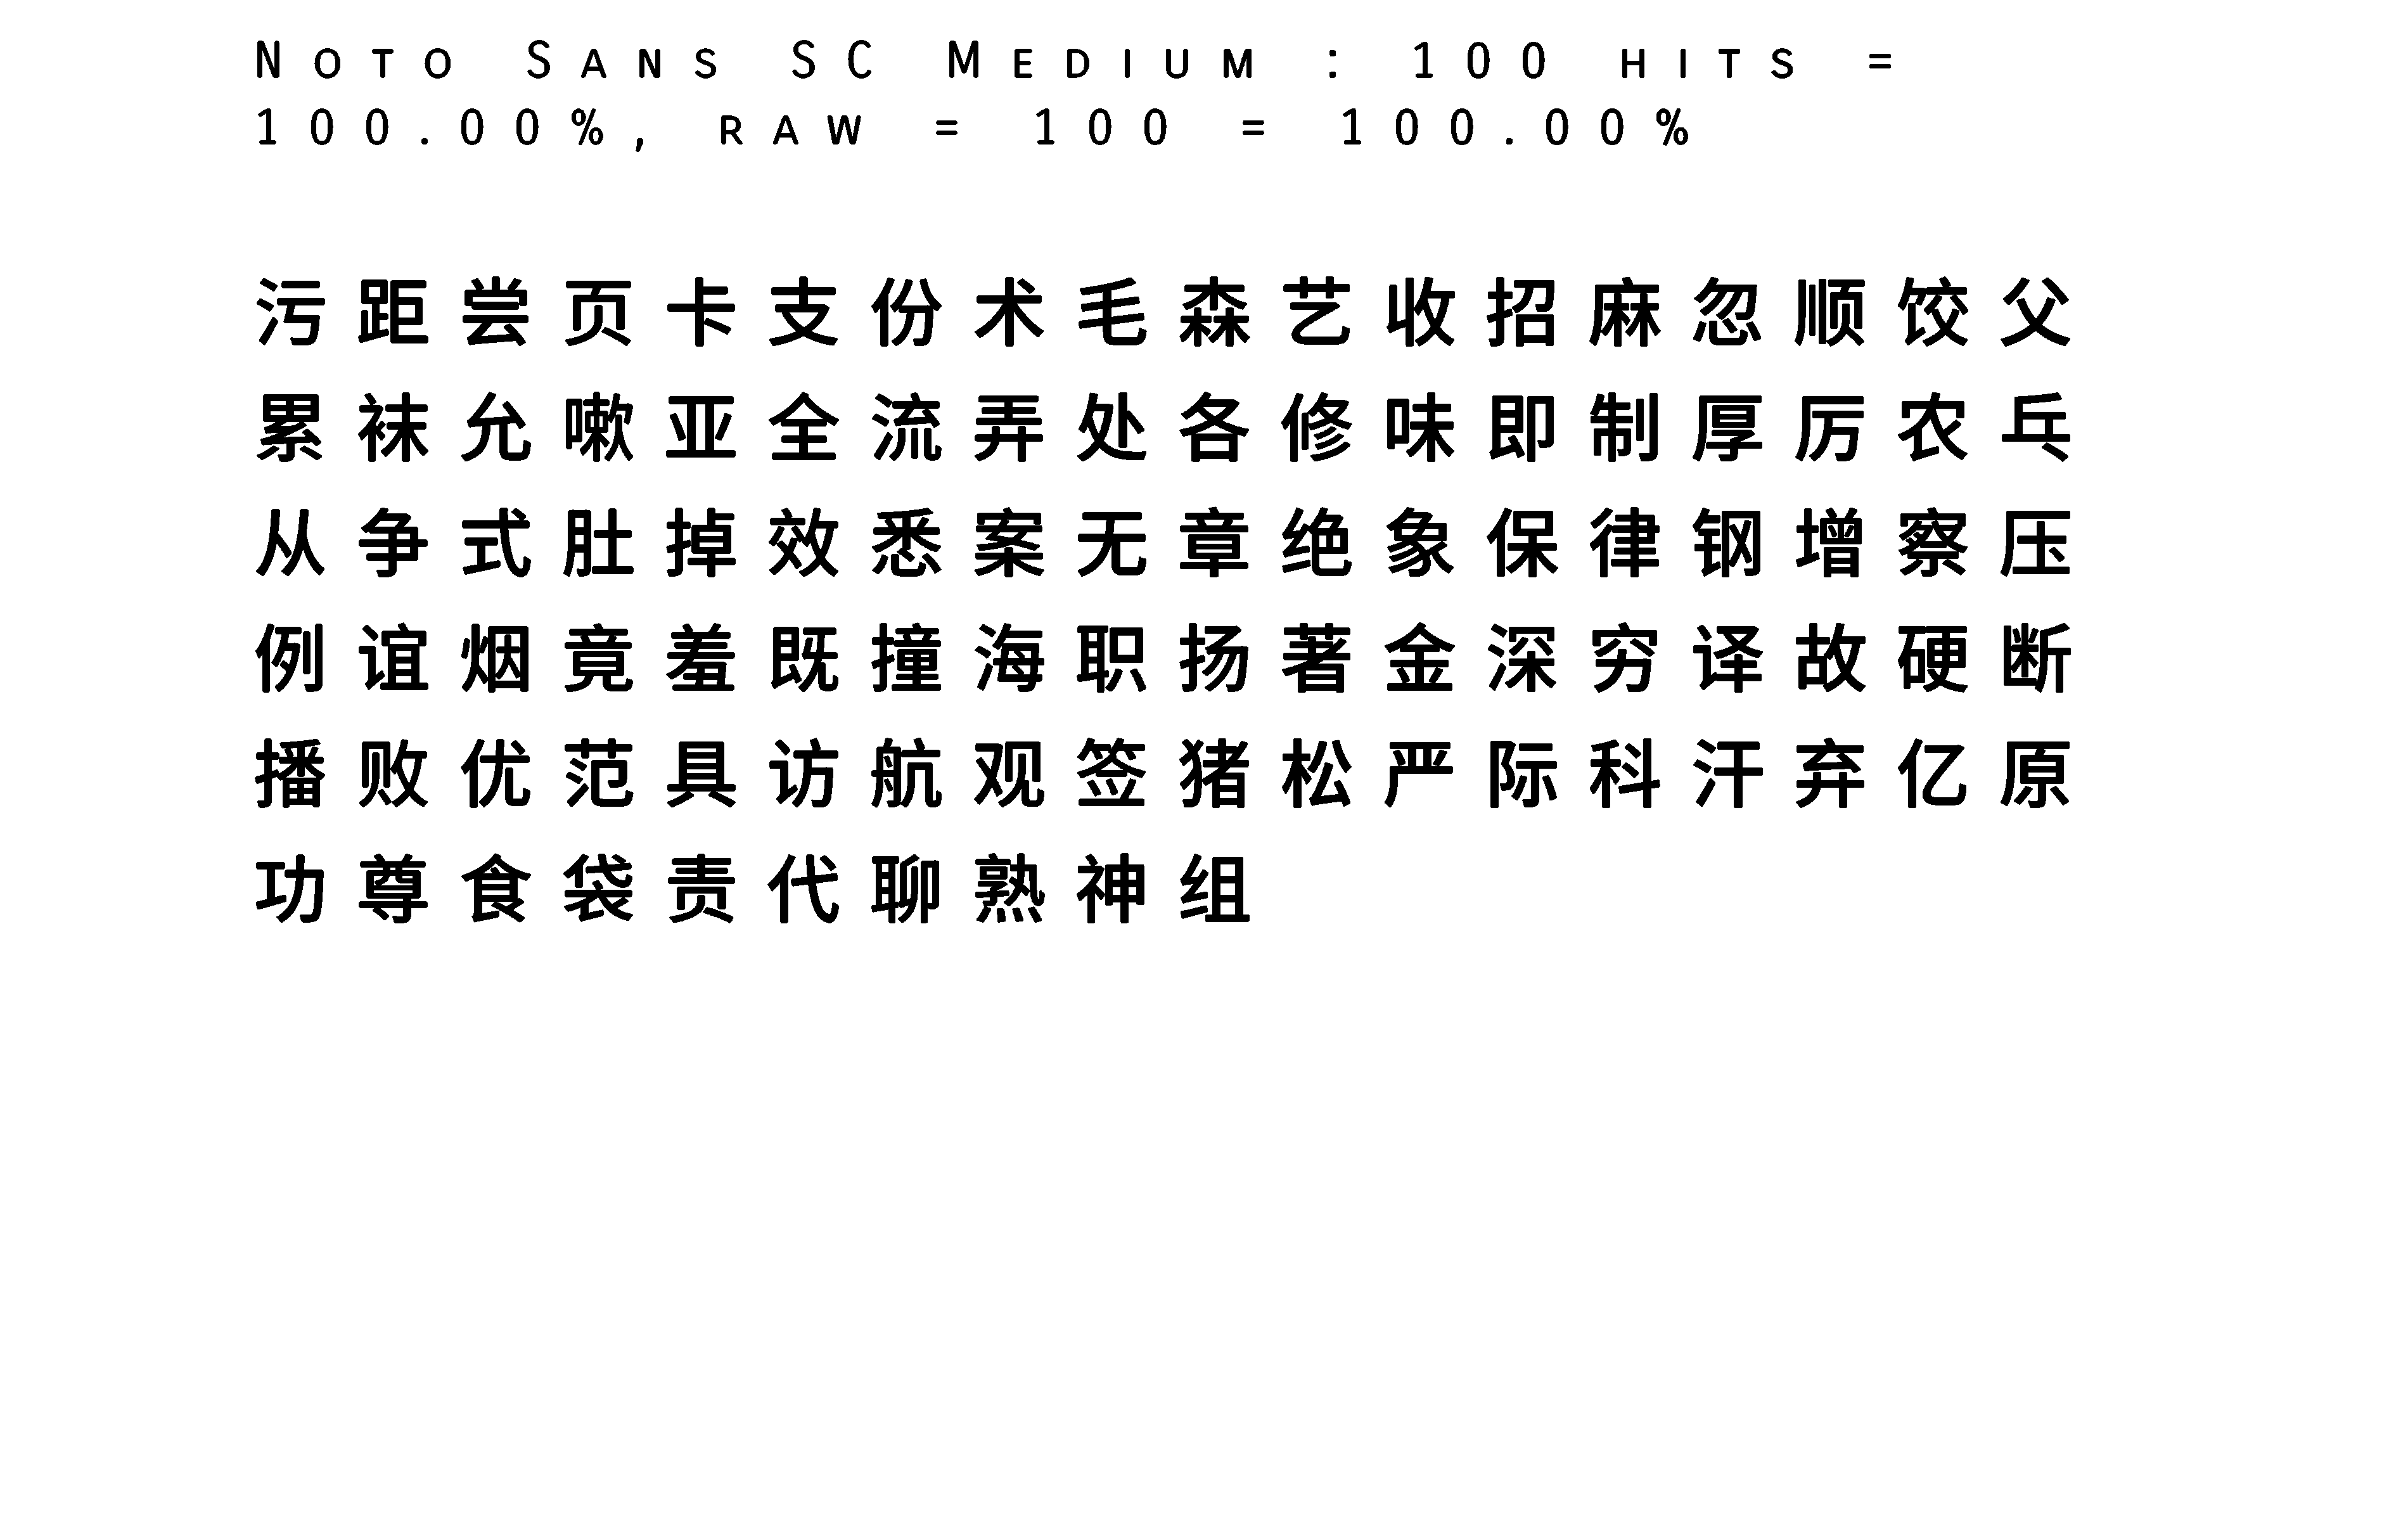 Noto Sans SC Medium : 100 hits =
100.00%, raw = 100 = 100.00%
污距尝页卡支份术毛森艺收招麻忽顺饺父
累袜允嗽亚全流弄处各修味即制厚厉农乓
从争式肚掉效悉案无章绝象保律钢增察压
例谊烟竟羞既撞海职扬著金深穷译故硬断
播败优范具访航观签猪松严际科汗弃亿原
功尊食袋责代聊熟神组